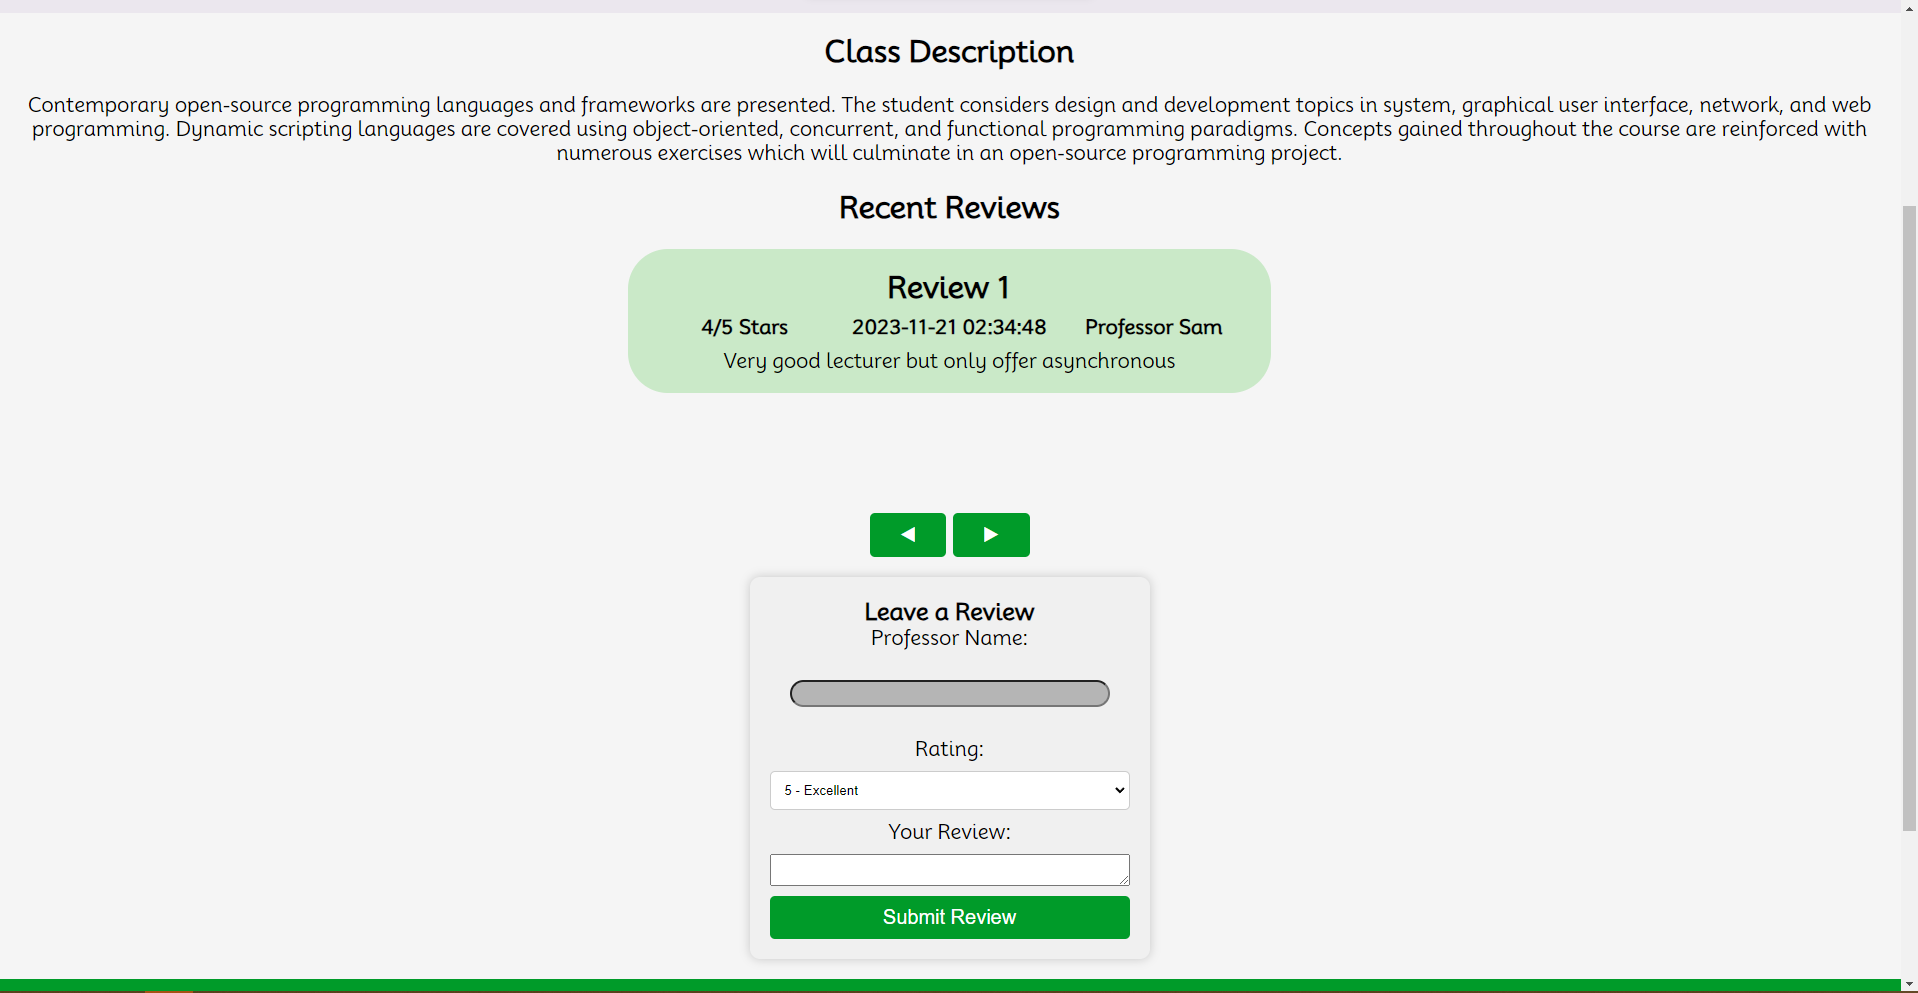 Class Description
Contemporary open-source programming languages and frameworks are presented. The student considers design and development topics in system, graphical user interface, network, and web
programming. Dynamic scripting languages are covered using object-oriented, concurrent, and functional programming paradigms. Concepts gained throughout the course are reinforced with
numerous exercises which will culminate in an open-source programming project.
Recent Reviews
Review 1
4/5 Stars 2023-11-21 02:34:48 Professor Sam
Very good lecturer but only offer asynchronous
Leave a Review
Professor Name:
Rating:
5 - Excellent
Your Review:
Submit Review